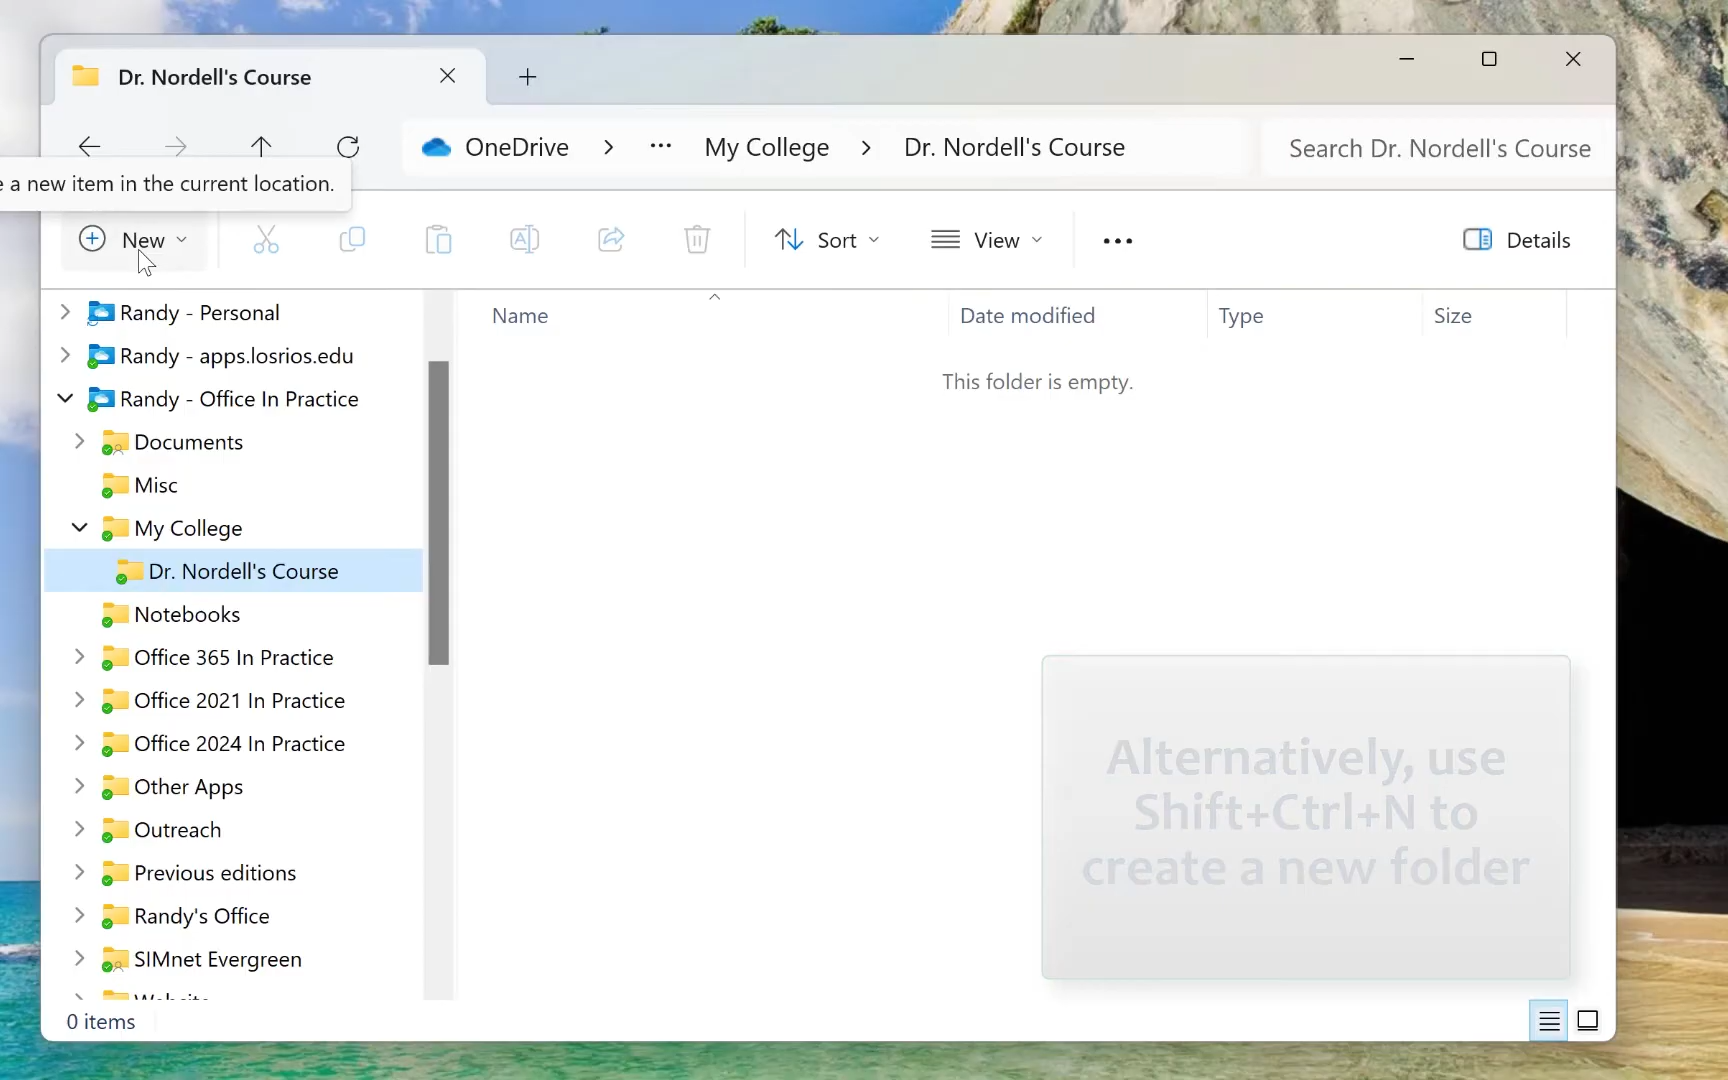 Dr. Nordell's Course
OneDrive > ... My College > Dr. Nordell's Course
Search Dr. Nordell's Course
a new item in the current location.
New
Sort
View
Details
Randy - Personal
Randy - apps.losrios.edu
Randy - Office In Practice
Documents
Misc
My College
Dr. Nordell's Course
Notebooks
Office 365 In Practice
Office 2021 In Practice
Office 2024 In Practice
Other Apps
Outreach
Previous editions
Randy's Office
SIMnet Evergreen
Name
Date modified
Type
Size
This folder is empty.
Alternatively, use
Shift+Ctrl+N to
create a new folder
0 items